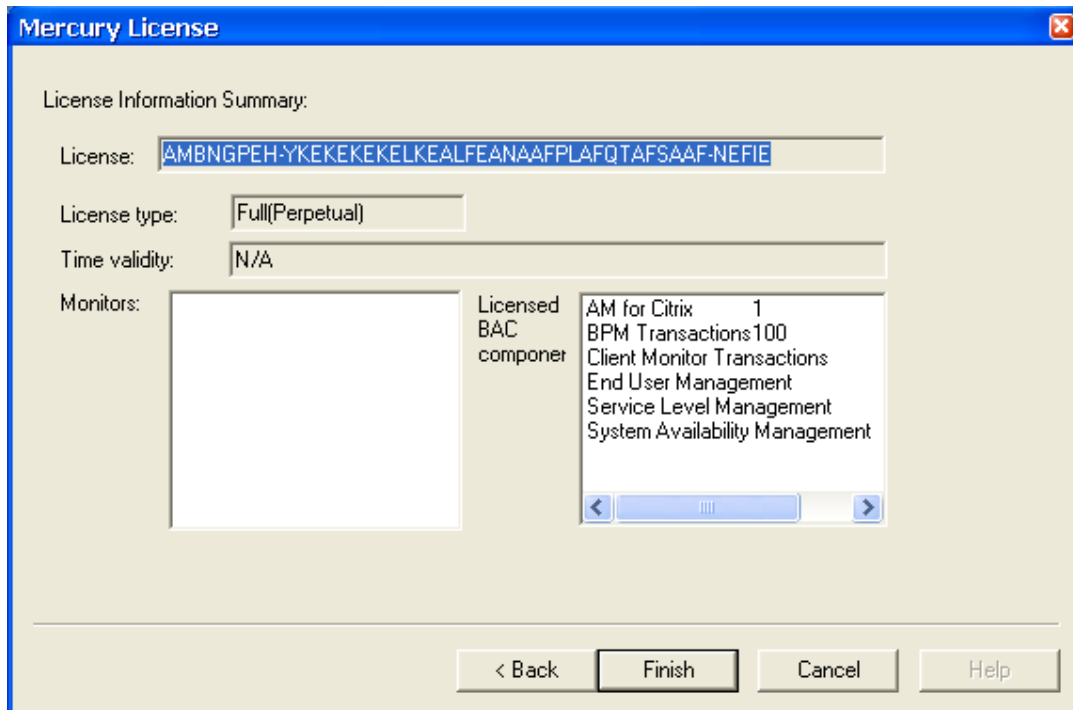 Mercury License
License Information Summary:
License: AMBNGPEH-YKEKEKEKELKEALFEANAAFPLAFQTAFSAAF-NEFIE
License type: Full(Perpetual)
Time validity: N/A
Monitors:
Licensed
BAC
componer
AM for Citrix 1
BPM Transactions100
Client Monitor Transactions
End User Management
Service Level Management
System Availability Management
< Back Finish Cancel Help